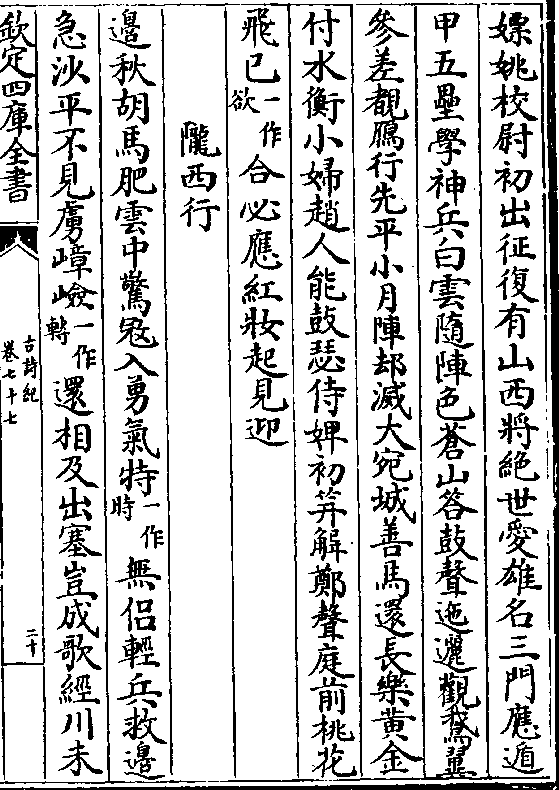 嫖姚校尉初出征復有山西將絶世愛雄名三門應遁
甲五壘學神兵白雲隨陣色蒼山答鼓聲迤邐觀鵞翼
參差覩鴈行先平小月陣却滅大宛城善馬還長樂黄金
付水衡小婦趙人能鼓瑟侍婢初笄解鄭聲庭前桃花
飛已一作欲合必應紅妝起見迎
隴西行
邊秋胡馬肥雲中驚冦入勇氣特一作時無侣輕兵救邊
急沙平不見虜嶂嶮一作轉還相及出塞豈成歌經川未
欽定四庫全書
古詩紀
卷七十七
二十